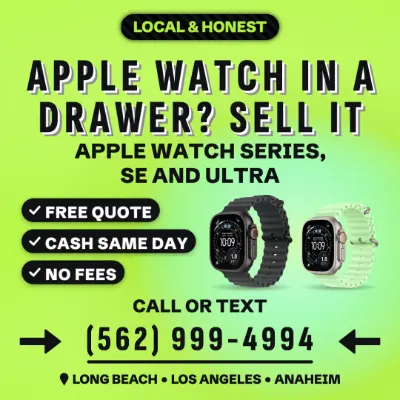 LOCAL & HONEST
APPLE WATCH IN A
DRAWER? SELL IT
APPLE WATCH SERIES,
SE AND ULTRA
FREE QUOTE
CASH SAME DAY
NO FEES
CALL OR TEXT
(562) 999-4994
LONG BEACH • LOS ANGELES • ANAHEIM